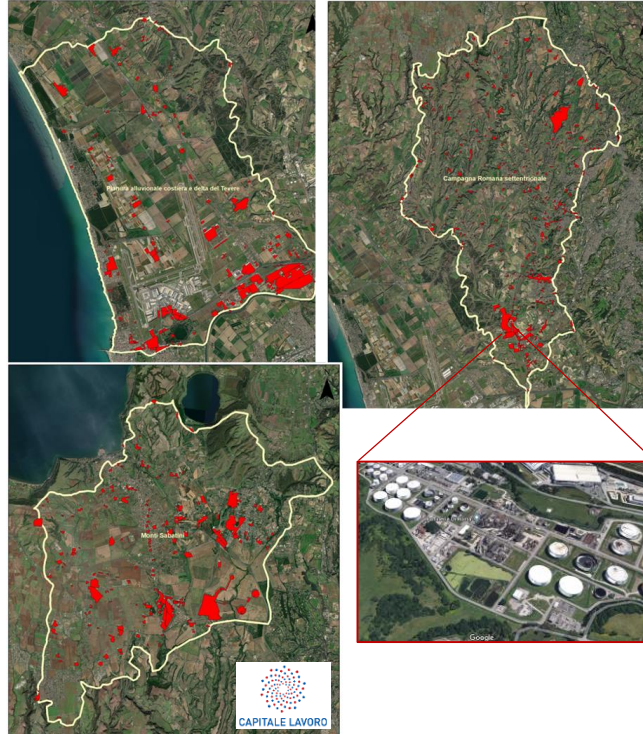 Pianura alluvionale costiera e delta del Tevere
Campagna Romana settentrionale
Monti Sabatini
Google
CAPITALE LAVORO